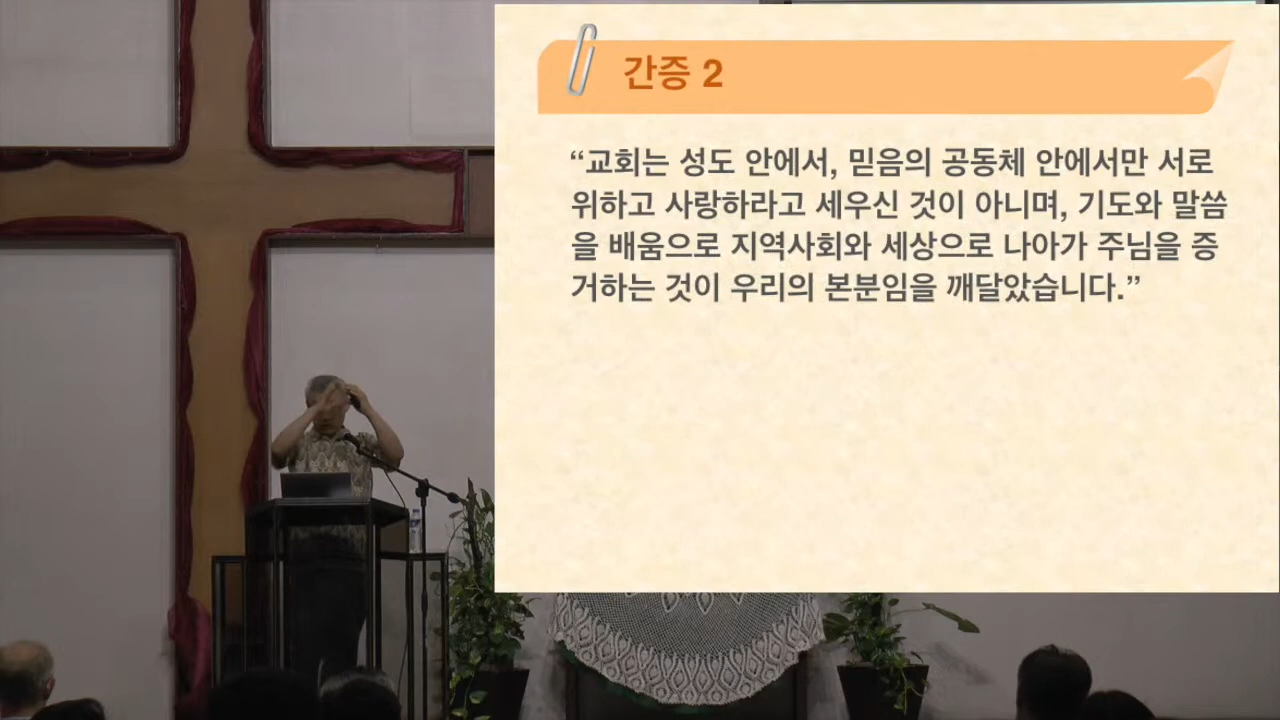 간증 2
“교회는 성도 안에서, 믿음의 공동체 안에서만 서로
위하고 사랑하라고 세우신 것이 아니며, 기도와 말씀
을 배움으로 지역사회와 세상으로 나아가 주님을 증
거하는 것이 우리의 본분임을 깨달았습니다.”